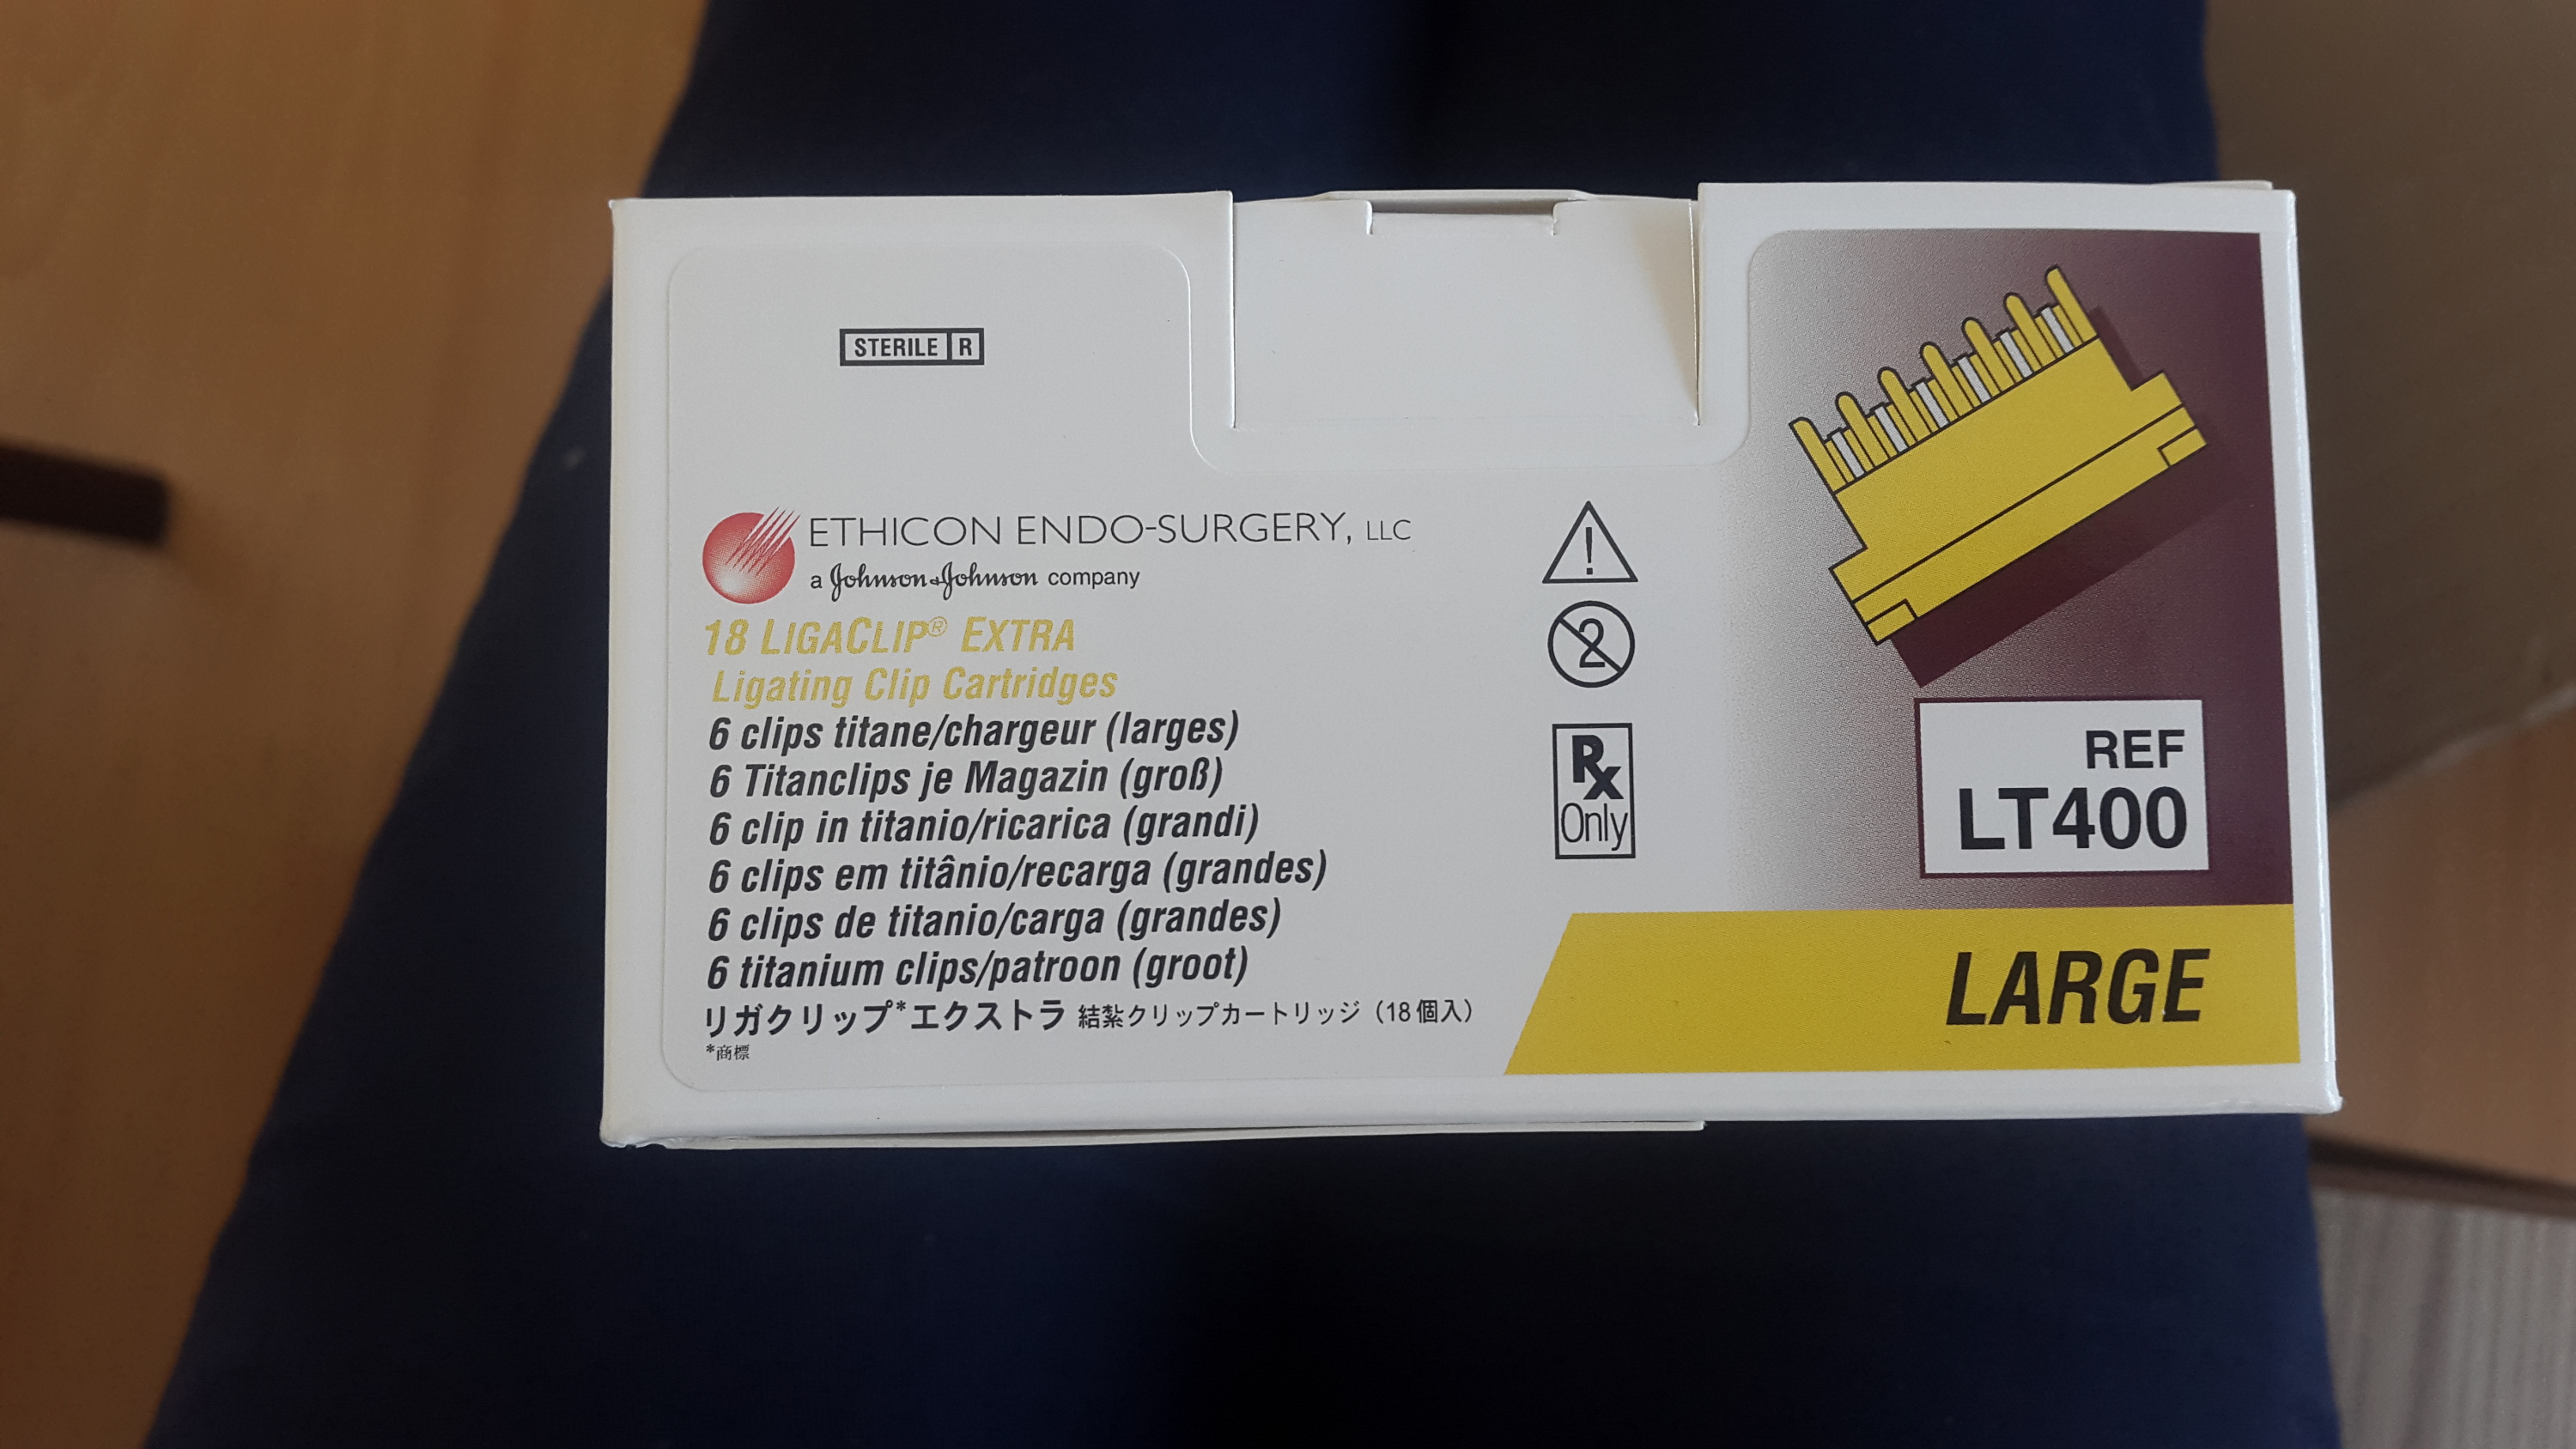 STERILE R
ETHICON ENDO-SURGERY, LLC
a Johnson & Johnson company
18 LIGACLIP® EXTRA
Ligating Clip Cartridges
6 clips titane/chargeur (larges)
6 Titanclips je Magazin (groß)
6 clip in titanio/ricarica (grandi)
6 clips em titânio/recarga (grandes)
6 clips de titanio/carga (grandes)
6 titanium clips/patroon (groot)
リガクリップ*エクストラ 結紮クリップカートリッジ（18個入）
*商標
!
2
Rx
Only
REF
LT400
LARGE